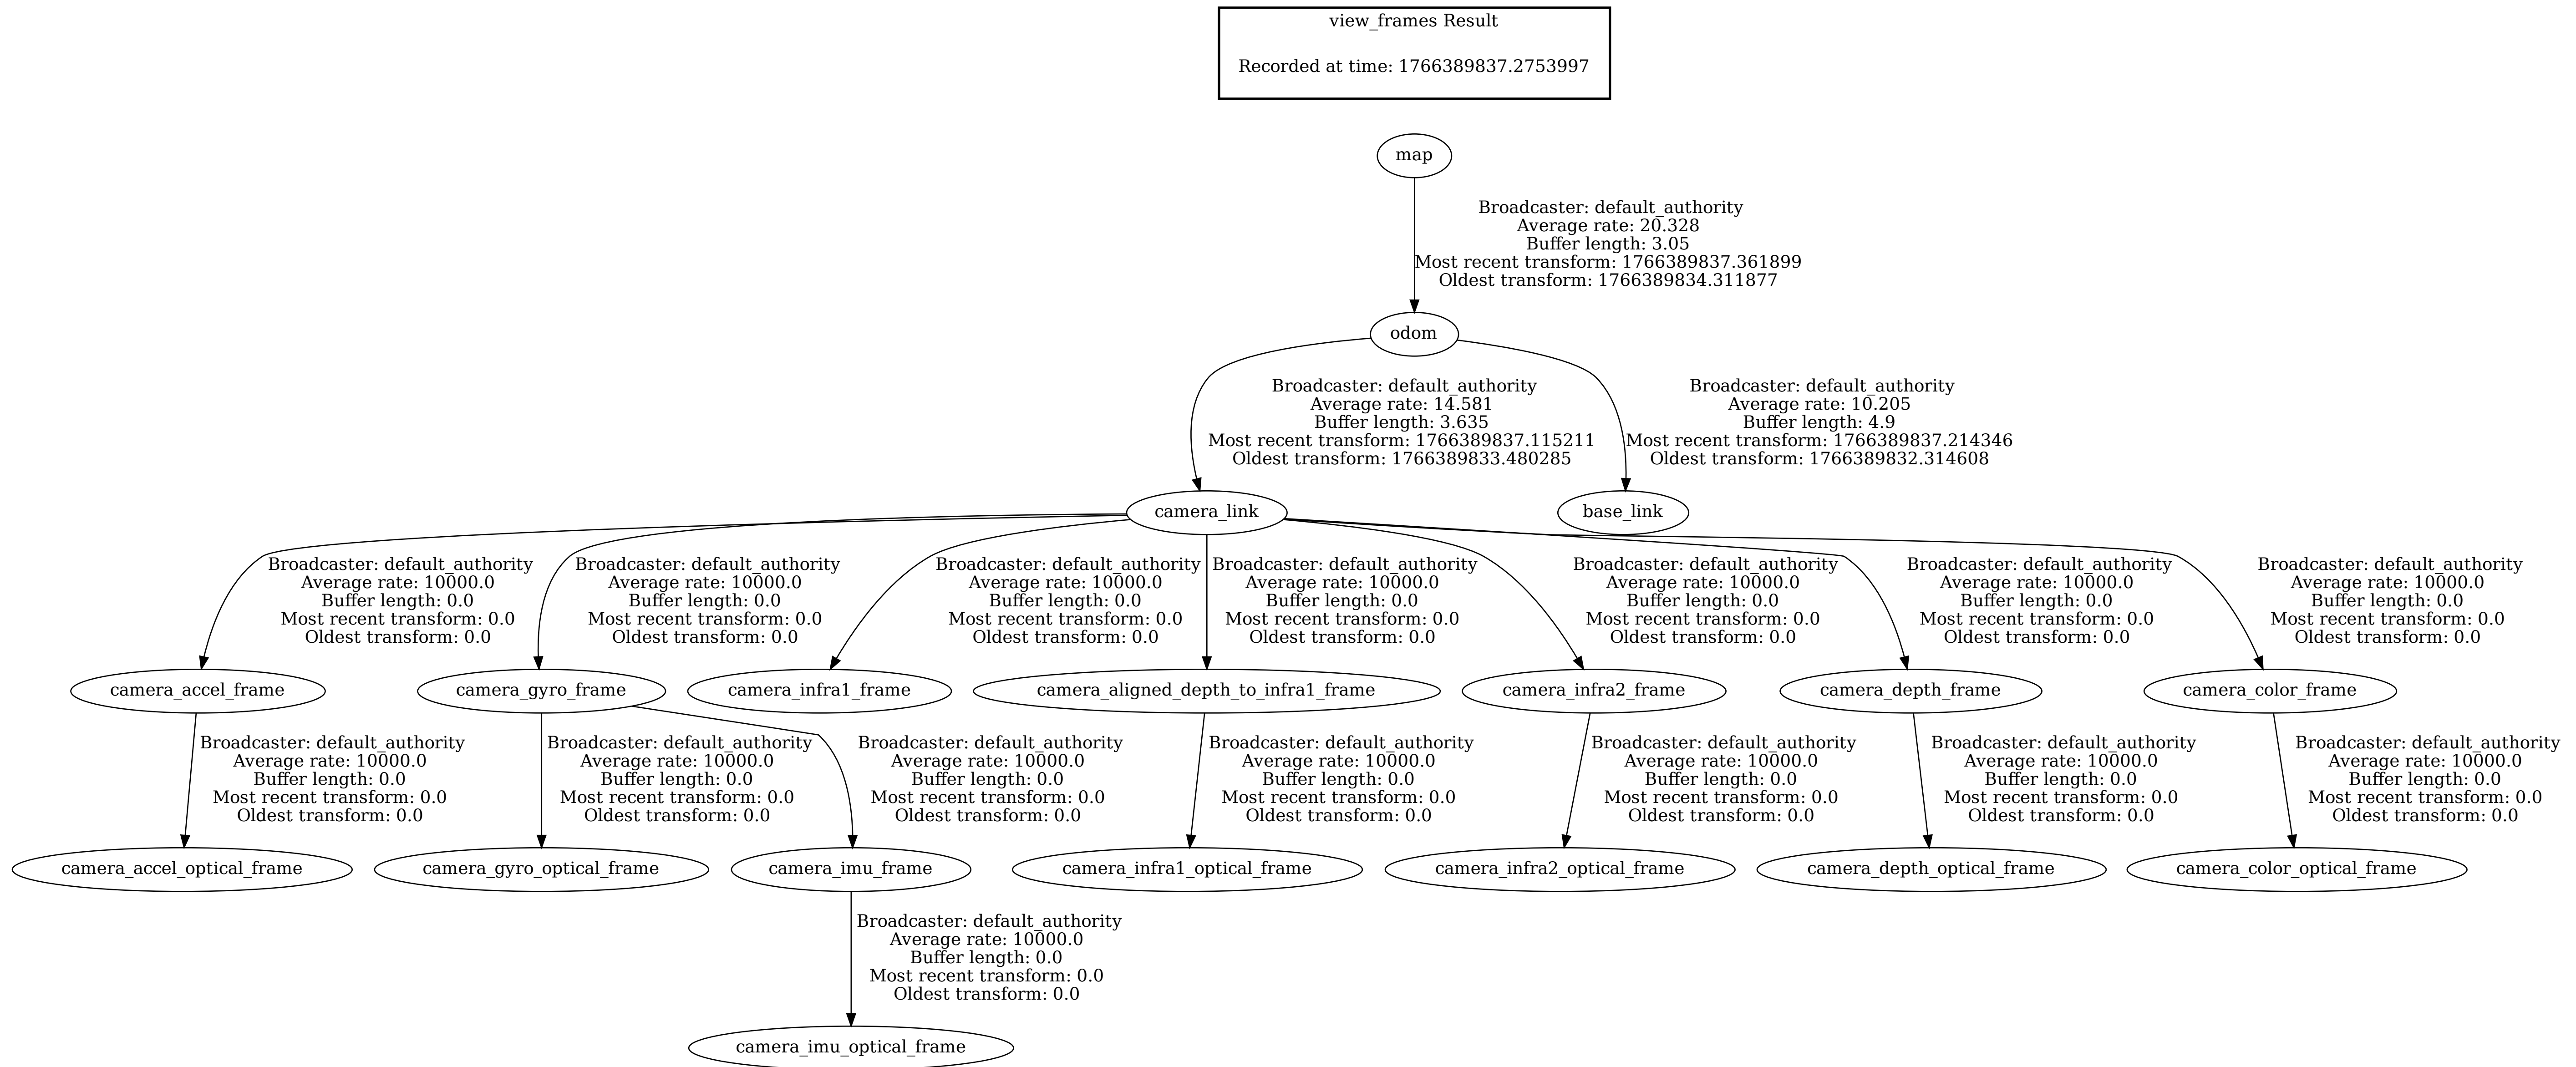 view_frames Result
Recorded at time: 1766389837.2753997
map
Broadcaster: default_authority
Average rate: 20.328
Buffer length: 3.05
Most recent transform: 1766389837.361899
Oldest transform: 1766389834.311877
odom
Broadcaster: default_authority
Average rate: 14.581
Buffer length: 3.635
Most recent transform: 1766389837.115211
Oldest transform: 1766389833.480285
Broadcaster: default_authority
Average rate: 10.205
Buffer length: 4.9
Most recent transform: 1766389837.214346
Oldest transform: 1766389832.314608
camera_link
base_link
Broadcaster: default_authority
Average rate: 10000.0
Buffer length: 0.0
Most recent transform: 0.0
Oldest transform: 0.0
Broadcaster: default_authority
Average rate: 10000.0
Buffer length: 0.0
Most recent transform: 0.0
Oldest transform: 0.0
Broadcaster: default_authority
Average rate: 10000.0
Buffer length: 0.0
Most recent transform: 0.0
Oldest transform: 0.0
Broadcaster: default_authority
Average rate: 10000.0
Buffer length: 0.0
Most recent transform: 0.0
Oldest transform: 0.0
Broadcaster: default_authority
Average rate: 10000.0
Buffer length: 0.0
Most recent transform: 0.0
Oldest transform: 0.0
Broadcaster: default_authority
Average rate: 10000.0
Buffer length: 0.0
Most recent transform: 0.0
Oldest transform: 0.0
Broadcaster: default_authority
Average rate: 10000.0
Buffer length: 0.0
Most recent transform: 0.0
Oldest transform: 0.0
camera_accel_frame
camera_gyro_frame
camera_infra1_frame
camera_aligned_depth_to_infra1_frame
camera_infra2_frame
camera_depth_frame
camera_color_frame
Broadcaster: default_authority
Average rate: 10000.0
Buffer length: 0.0
Most recent transform: 0.0
Oldest transform: 0.0
Broadcaster: default_authority
Average rate: 10000.0
Buffer length: 0.0
Most recent transform: 0.0
Oldest transform: 0.0
Broadcaster: default_authority
Average rate: 10000.0
Buffer length: 0.0
Most recent transform: 0.0
Oldest transform: 0.0
Broadcaster: default_authority
Average rate: 10000.0
Buffer length: 0.0
Most recent transform: 0.0
Oldest transform: 0.0
Broadcaster: default_authority
Average rate: 10000.0
Buffer length: 0.0
Most recent transform: 0.0
Oldest transform: 0.0
Broadcaster: default_authority
Average rate: 10000.0
Buffer length: 0.0
Most recent transform: 0.0
Oldest transform: 0.0
Broadcaster: default_authority
Average rate: 10000.0
Buffer length: 0.0
Most recent transform: 0.0
Oldest transform: 0.0
camera_accel_optical_frame
camera_gyro_optical_frame
camera_imu_frame
camera_infra1_optical_frame
camera_infra2_optical_frame
camera_depth_optical_frame
camera_color_optical_frame
Broadcaster: default_authority
Average rate: 10000.0
Buffer length: 0.0
Most recent transform: 0.0
Oldest transform: 0.0
camera_imu_optical_frame